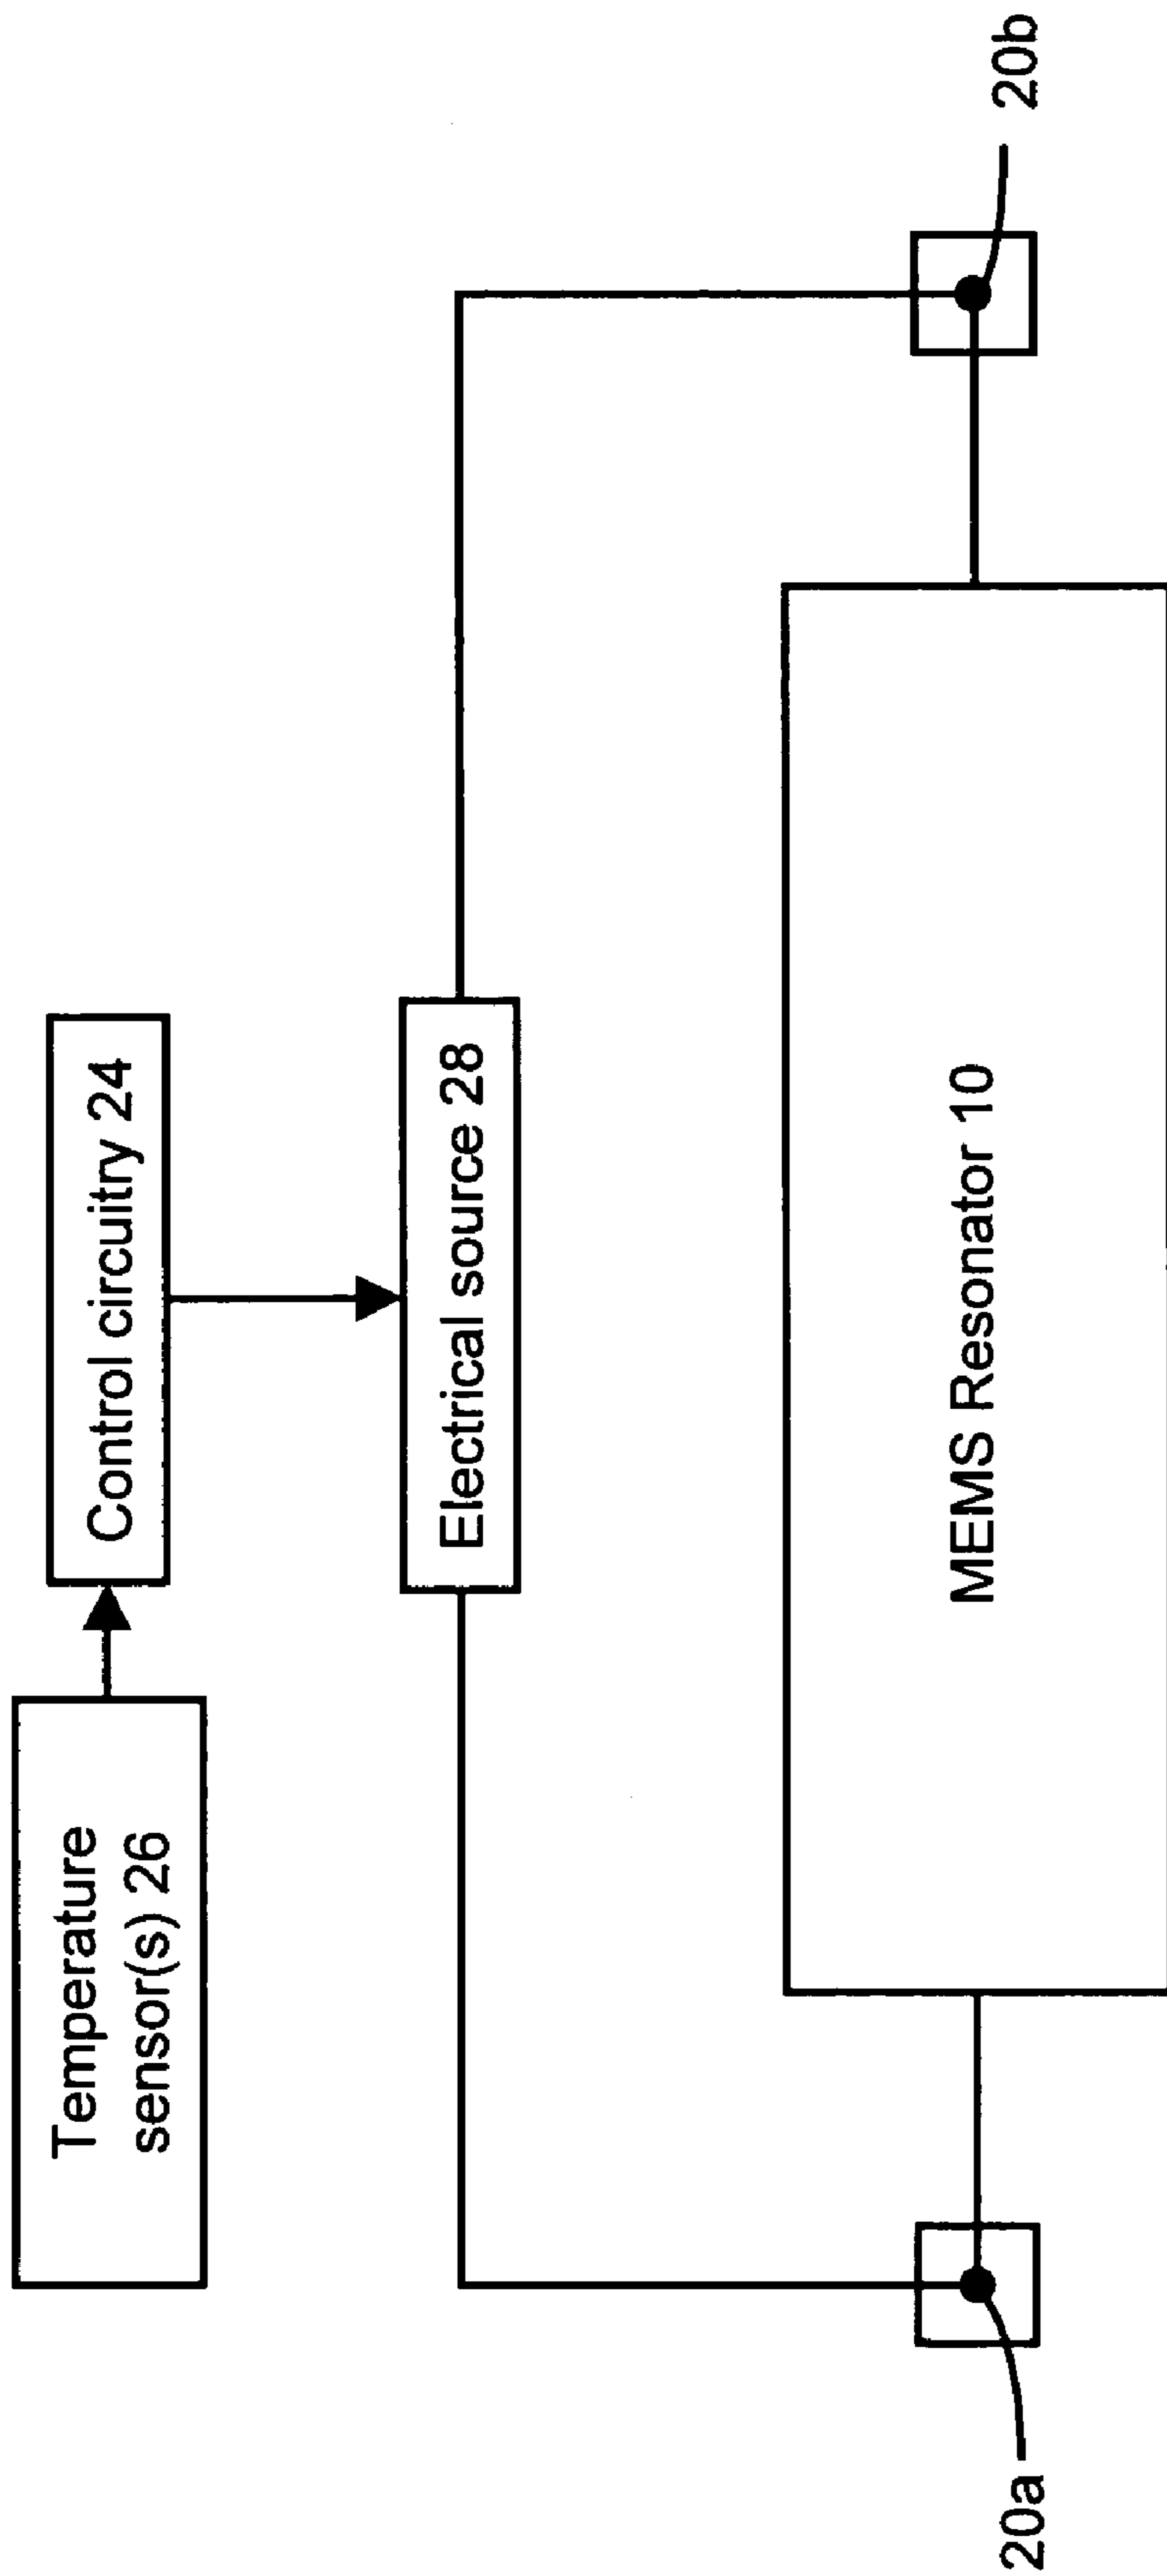 Temperature
sensor(s) 26
Control circuitry 24
Electrical source 28
MEMS Resonator 10
20a
20b